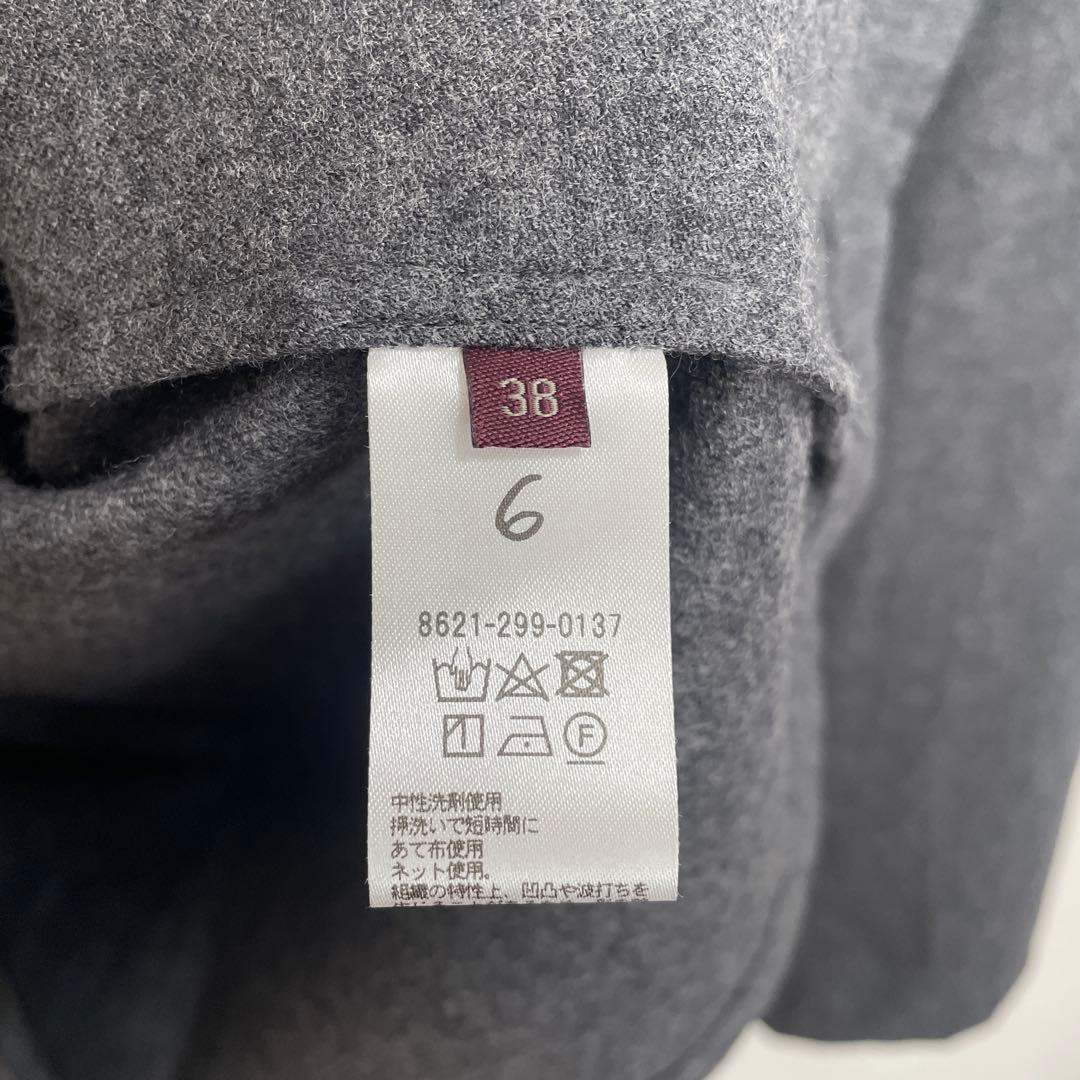 38
6
8621-299-0137
F
中性洗剤使用
押洗いで短時間に
あて布使用
ネット使用。
組織の特性上、凹凸や波打ちを